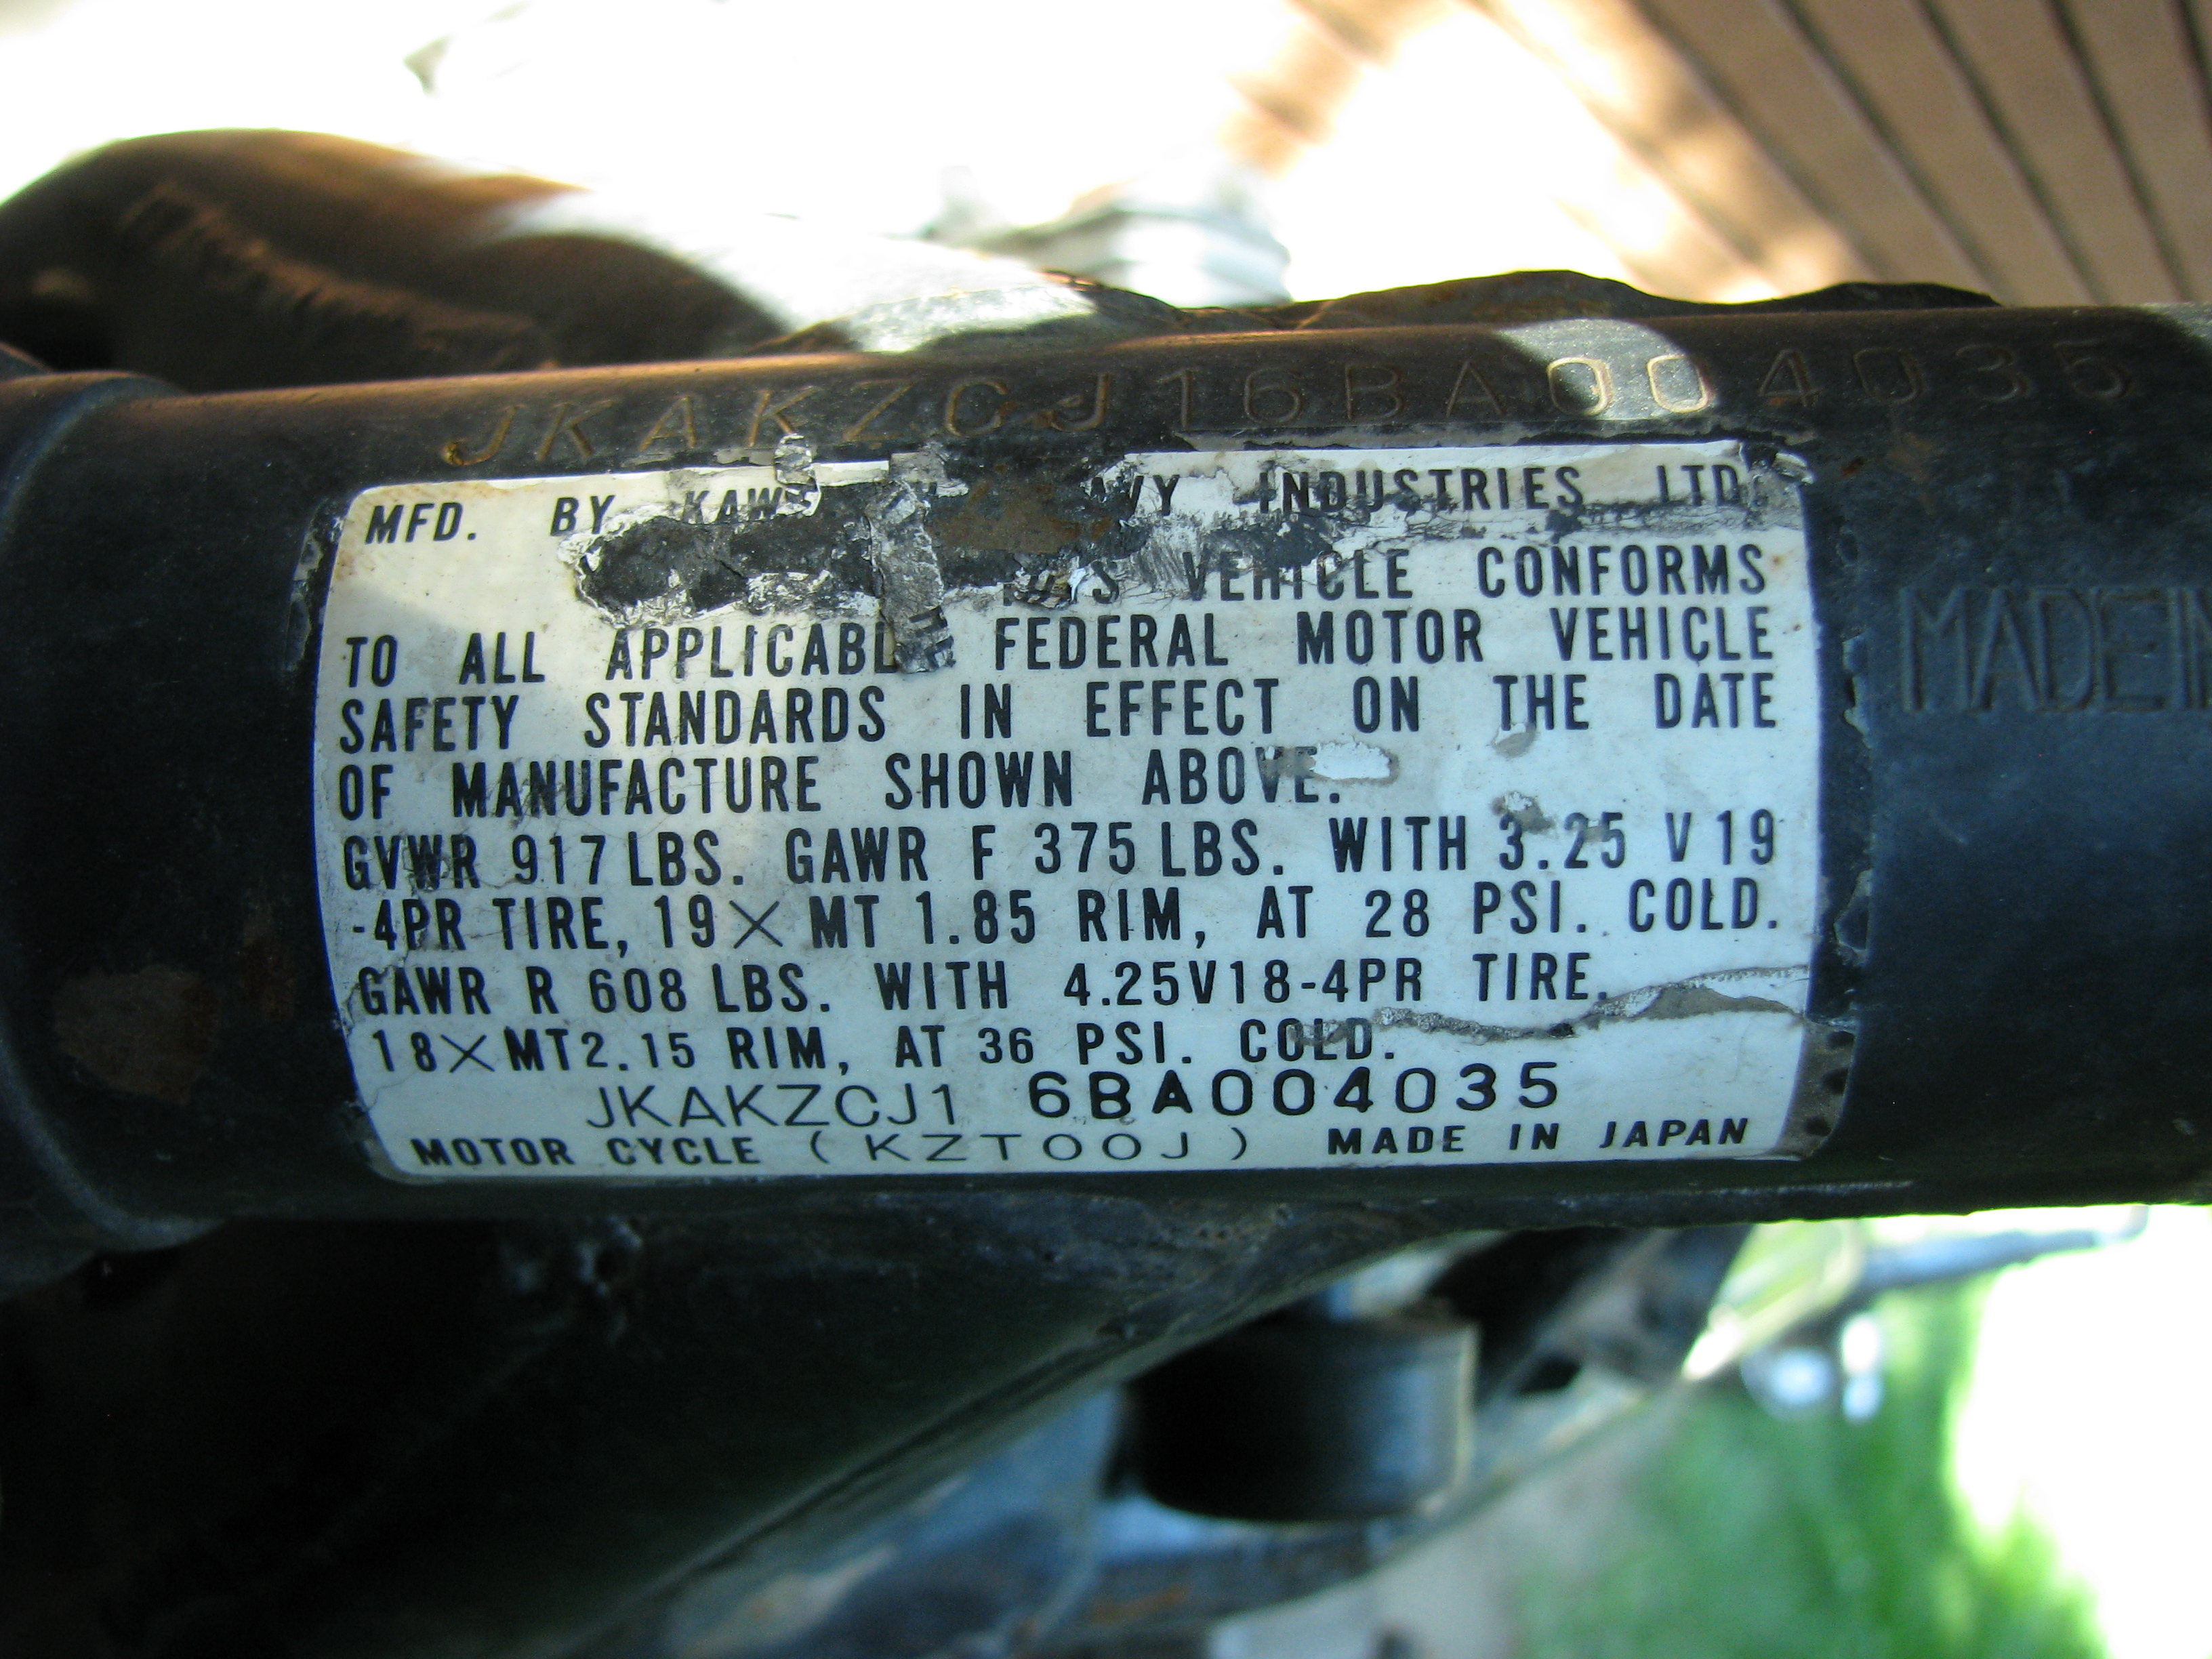 JKAKZCJ16BA004035
MFD. BY INDUSTRIES LTD.
VEHICLE CONFORMS
TO ALL APPLICABLE FEDERAL MOTOR VEHICLE
SAFETY STANDARDS IN EFFECT ON THE DATE
OF MANUFACTURE SHOWN ABOVE.
GVWR 917 LBS. GAWR F 375 LBS. WITH 3.25 V 19
-4PR TIRE, 19 X MT 1.85 RIM, AT 28 PSI. COLD.
GAWR R 608 LBS. WITH 4.25V18-4PR TIRE.
18 X MT2.15 RIM, AT 36 PSI. COLD.
JKAKZCJ1 6BA004035
MOTOR CYCLE (KZT00J) MADE IN JAPAN
MADE IN